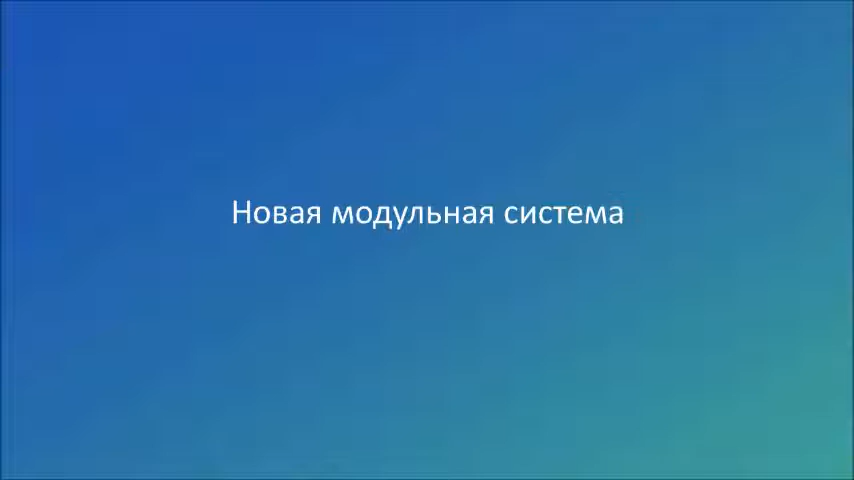 Новая модульная система